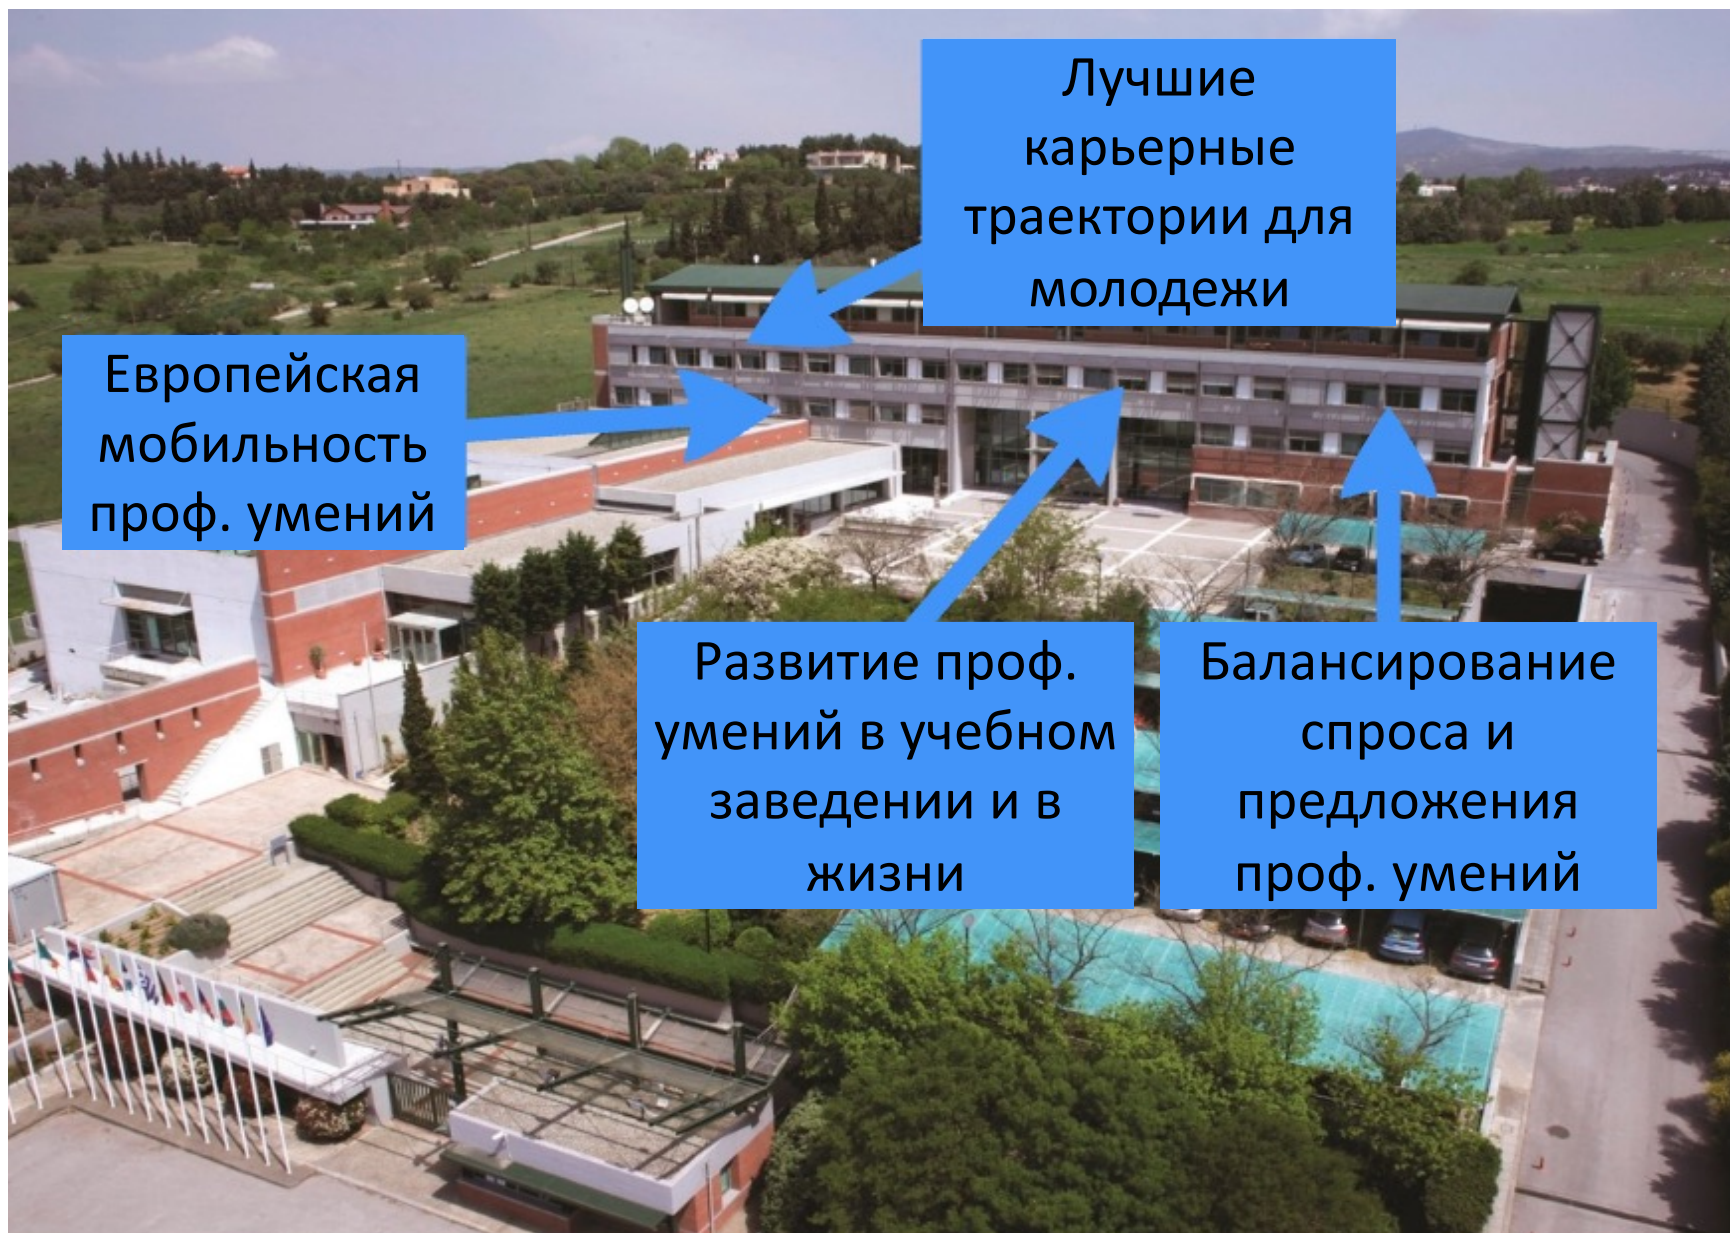 Лучшие
карьерные
траектории для
молодежи
Европейская
мобильность
проф. умений
Развитие проф.
умений в учебном
заведении и в
жизни
Балансирование
спроса и
предложения
проф. умений